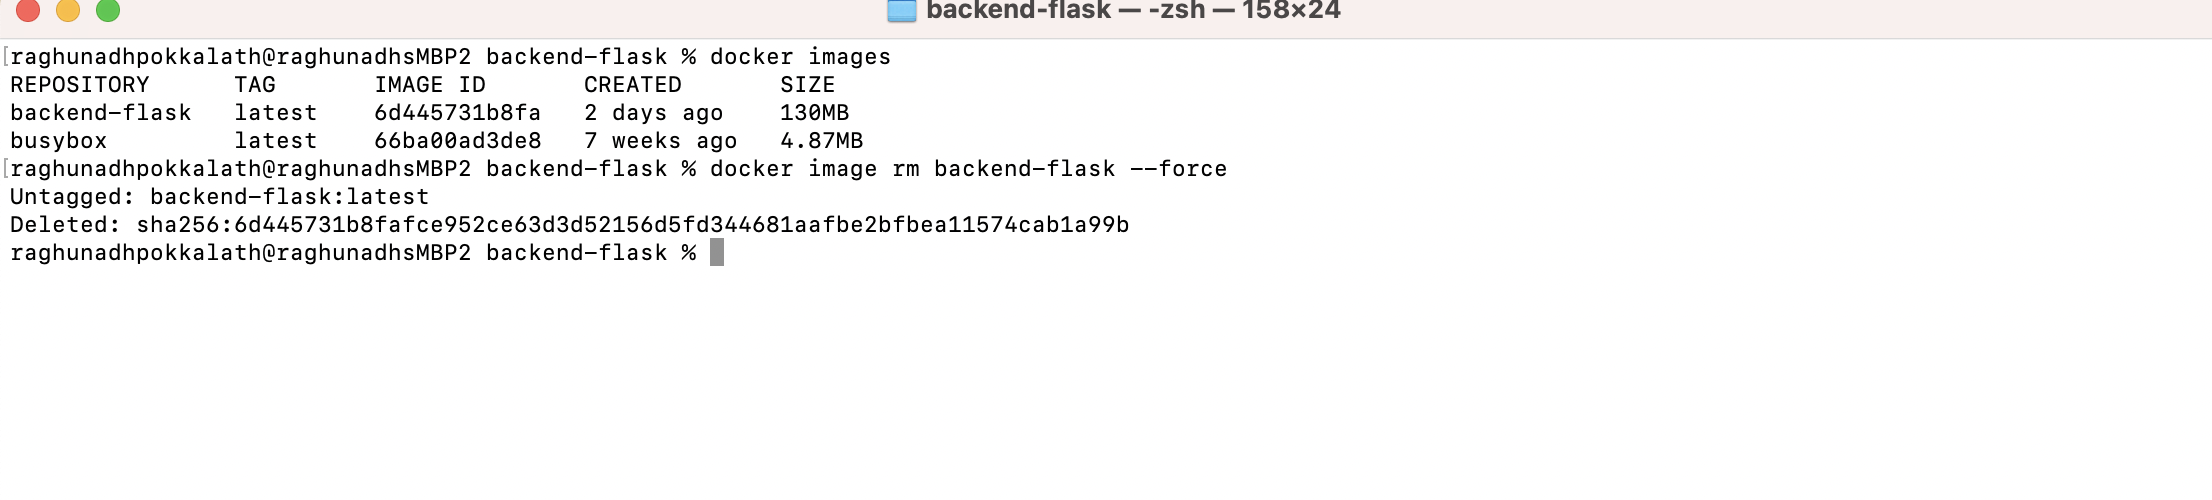 backend-flask — -zsh — 158×24
raghunadhpokkalath@raghunadhsMBP2 backend-flask % docker images
REPOSITORY      TAG       IMAGE ID       CREATED       SIZE
backend-flask   latest    6d445731b8fa   2 days ago    130MB
busybox         latest    66ba00ad3de8   7 weeks ago   4.87MB
raghunadhpokkalath@raghunadhsMBP2 backend-flask % docker image rm backend-flask --force
Untagged: backend-flask:latest
Deleted: sha256:6d445731b8fafce952ce63d3d52156d5fd344681aafbe2bfbea11574cab1a99b
raghunadhpokkalath@raghunadhsMBP2 backend-flask %